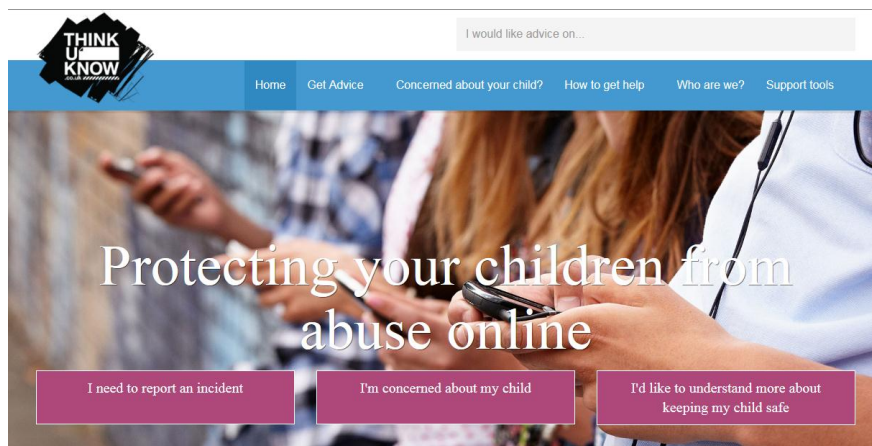 THINK
U
KNOW
.co.uk
I would like advice on...
Home Get Advice Concerned about your child? How to get help Who are we? Support tools
Protecting your children from
abuse online
I need to report an incident
I'm concerned about my child
I'd like to understand more about
keeping my child safe